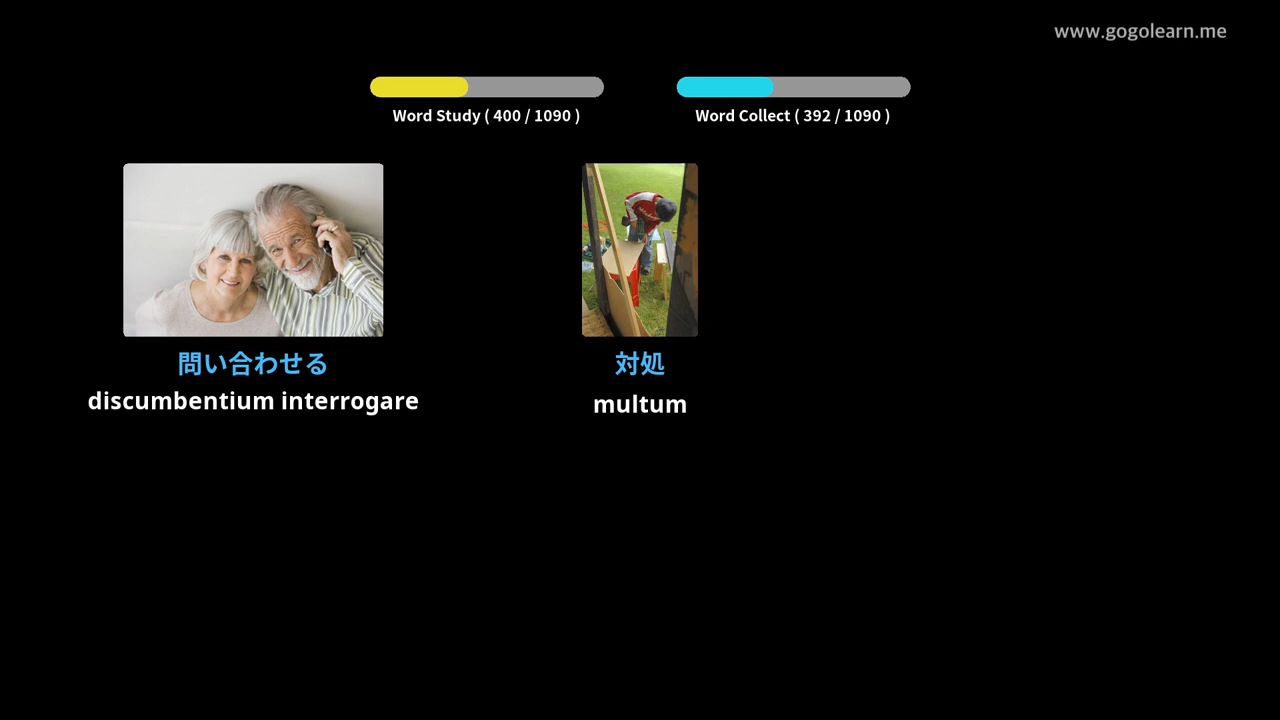 www.gogolearn.me
Word Study ( 400 / 1090 )
Word Collect ( 392 / 1090 )
問い合わせる
discumbentium interrogare
対処
multum